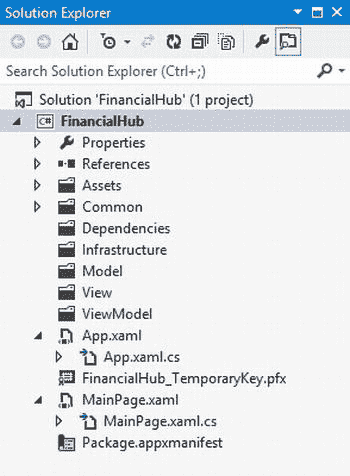 Solution Explorer
Search Solution Explorer (Ctrl+;)
Solution 'FinancialHub' (1 project)
C# FinancialHub
Properties
References
Assets
Common
Dependencies
Infrastructure
Model
View
ViewModel
App.xaml
App.xaml.cs
FinancialHub_TemporaryKey.pfx
MainPage.xaml
MainPage.xaml.cs
Package.appxmanifest